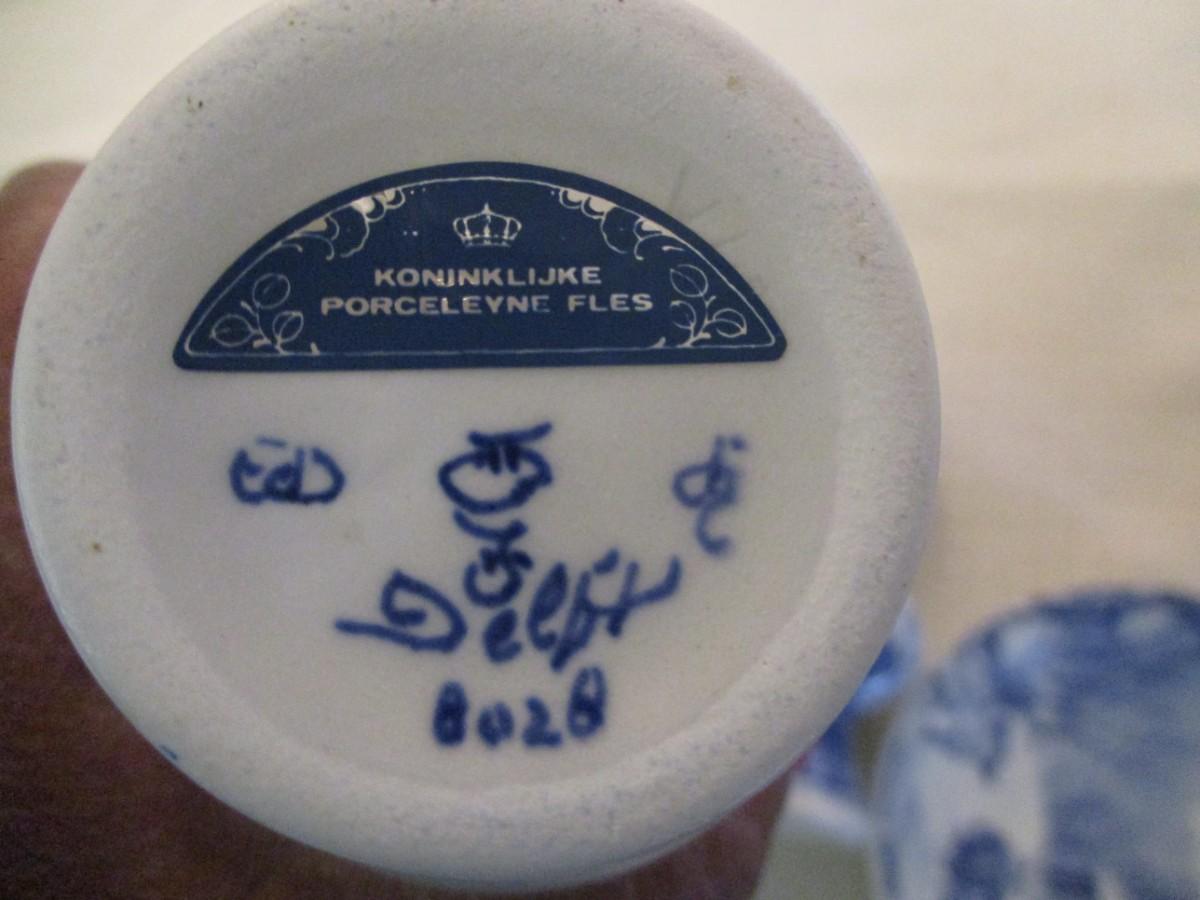 KONINKLIJKE
PORCELEYNE FLES
Delft
8028